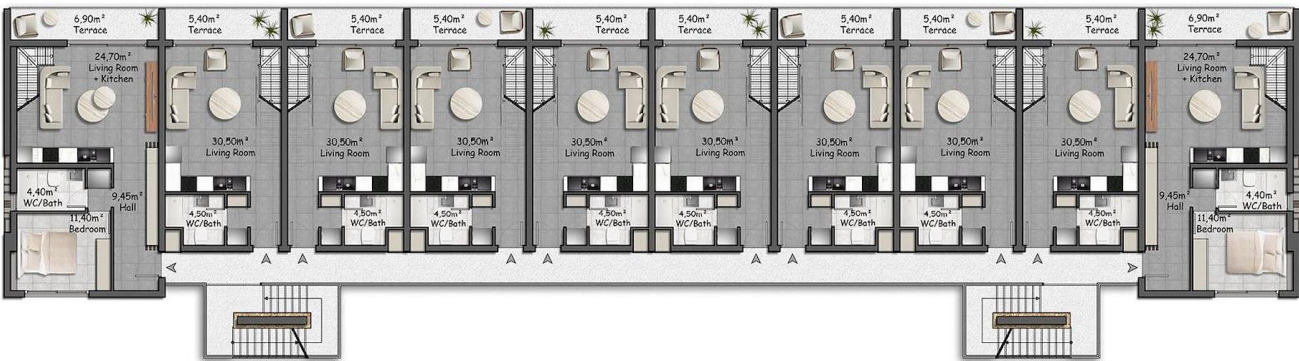 6,90m²
Terrace
5,40m²
Terrace
5,40m²
Terrace
5,40m²
Terrace
5,40m²
Terrace
5,40m²
Terrace
5,40m²
Terrace
5,40m²
Terrace
5,40m²
Terrace
6,90m²
Terrace
24,70m²
Living Room
+ Kitchen
24,70m²
Living Room
+ Kitchen
30,50m²
Living Room
30,50m²
Living Room
30,50m²
Living Room
30,50m²
Living Room
30,50m²
Living Room
30,50m²
Living Room
30,50m²
Living Room
30,50m²
Living Room
4,40m²
WC/Bath
9,45m²
Hall
4,50m²
WC/Bath
4,50m²
WC/Bath
4,50m²
WC/Bath
4,50m²
WC/Bath
4,50m²
WC/Bath
4,50m²
WC/Bath
4,50m²
WC/Bath
4,50m²
WC/Bath
9,45m²
Hall
4,40m²
WC/Bath
11,40m²
Bedroom
11,40m²
Bedroom